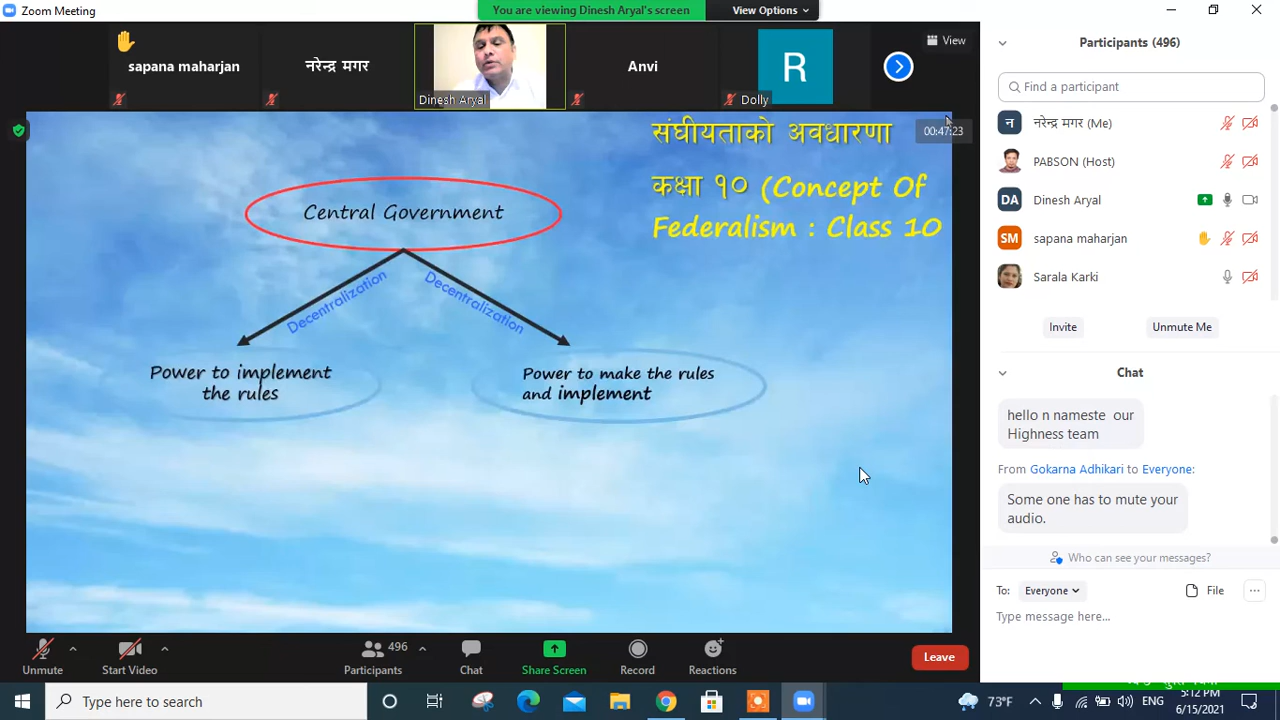 Zoom Meeting
You are viewing Dinesh Aryal's screen
View Options
sapana maharjan
नरेन्द्र मगर
Dinesh Aryal
Anvi
R
Dolly
View
संघीयताको अवधारणा
00:47:23
कक्षा १० (Concept Of
Federalism : Class 10
Central Government
Decentralization
Decentralization
Power to implement
the rules
Power to make the rules
and implement
Participants (496)
Find a participant
न नरेन्द्र मगर (Me)
PABSON (Host)
DA Dinesh Aryal
SM sapana maharjan
Sarala Karki
Invite
Unmute Me
Chat
hello n nameste our
Highness team
From Gokarna Adhikari to Everyone:
Some one has to mute your
audio.
Who can see your messages?
To: Everyone
File
Type message here...
Unmute
Start Video
496
Participants
Chat
Share Screen
Record
Reactions
Leave
Type here to search
73°F
ENG
5:12 PM
6/15/2021